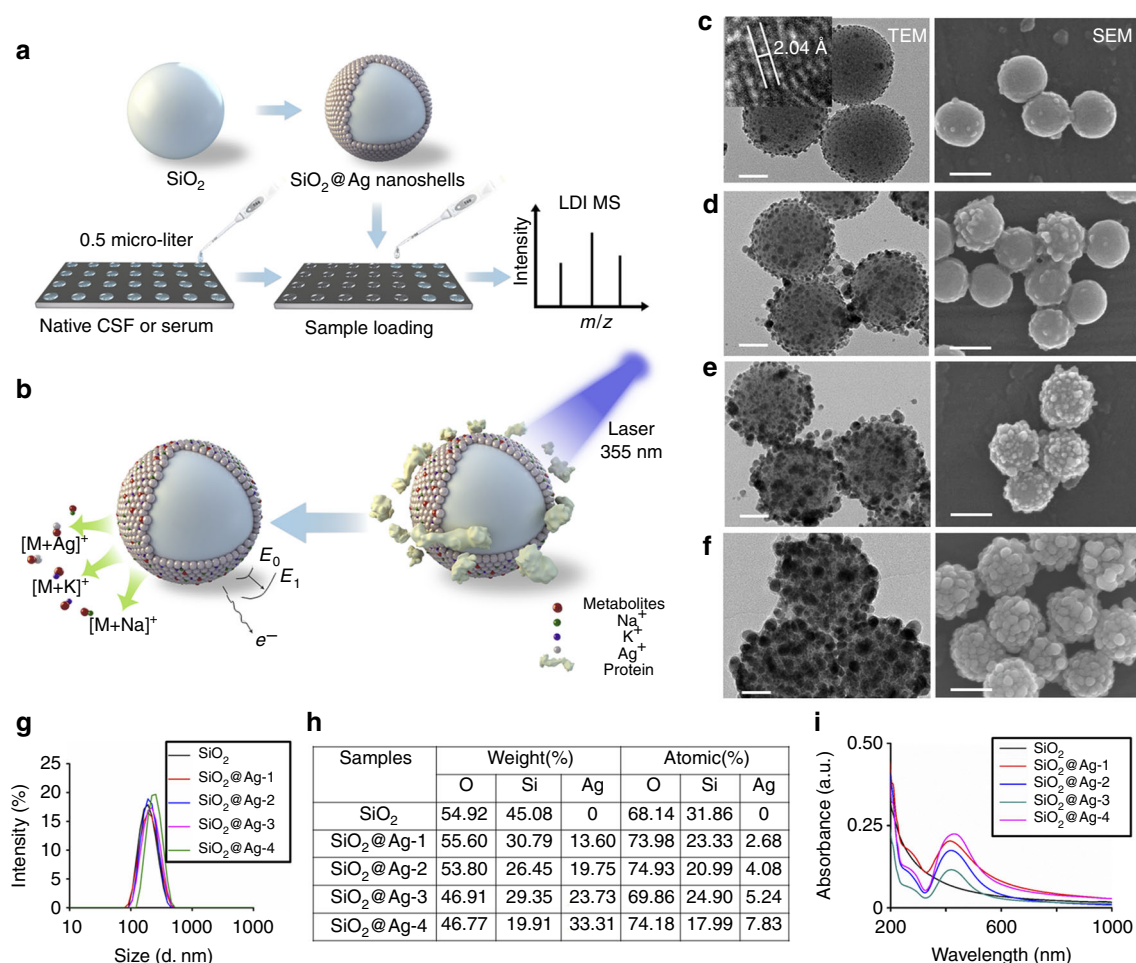 a
SiO2
SiO2@Ag nanoshells
0.5 micro-liter
LDI MS
Intensity
m/z
Native CSF or serum
Sample loading
b
Laser
355 nm
[M+Ag]+
[M+K]+
[M+Na]+
E0
E1
e−
Metabolites
Na+
K+
Ag+
Protein
c
2.04 Å
TEM
SEM
d
e
f
g
SiO2
SiO2@Ag-1
SiO2@Ag-2
SiO2@Ag-3
SiO2@Ag-4
Intensity (%)
25
20
15
10
5
0
10 100 1000 1000
Size (d. nm)
h
Samples Weight(%) Atomic(%)
O Si Ag O Si Ag
SiO2 54.92 45.08 0 68.14 31.86 0
SiO2@Ag-1 55.60 30.79 13.60 73.98 23.33 2.68
SiO2@Ag-2 53.80 26.45 19.75 74.93 20.99 4.08
SiO2@Ag-3 46.91 29.35 23.73 69.86 24.90 5.24
SiO2@Ag-4 46.77 19.91 33.31 74.18 17.99 7.83
i
SiO2
SiO2@Ag-1
SiO2@Ag-2
SiO2@Ag-3
SiO2@Ag-4
Absorbance (a.u.)
0.50
0.25
0
200 600 1000
Wavelength (nm)